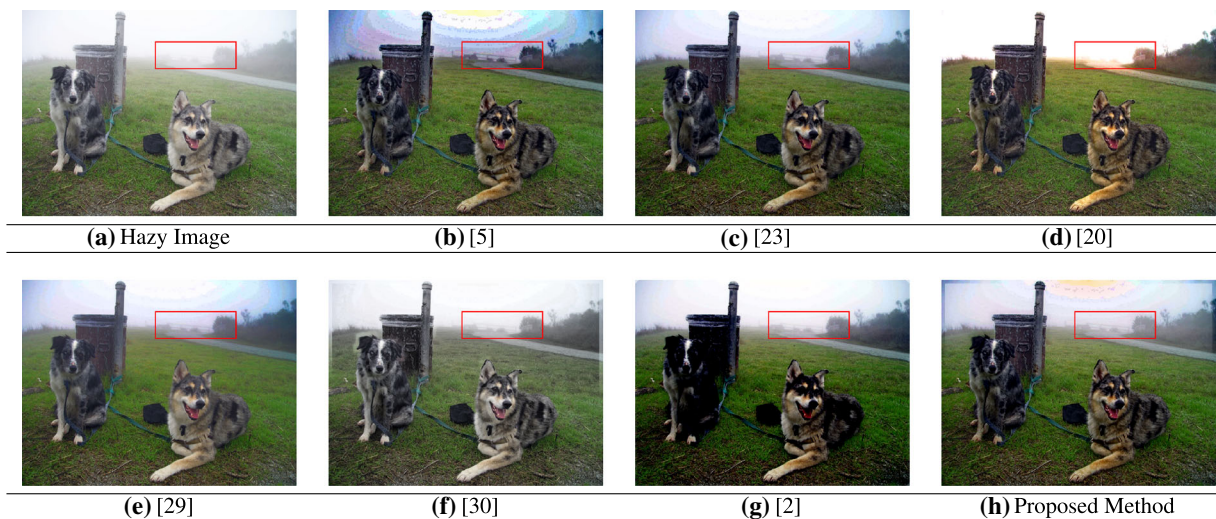 (a) Hazy Image
(b) [5]
(c) [23]
(d) [20]
(e) [29]
(f) [30]
(g) [2]
(h) Proposed Method